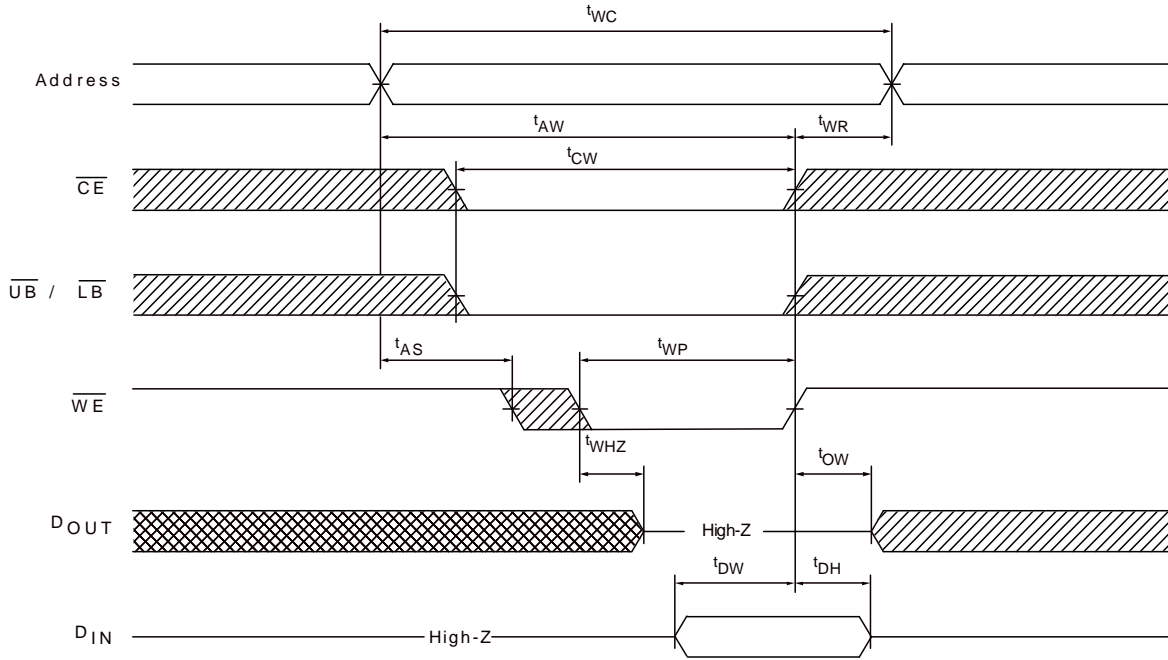 tWC
Address
tAW
tWR
tCW
CE
UB / LB
tAS
tWP
WE
tWHZ
tOW
DOUT
High-Z
tDW
tDH
DIN
High-Z